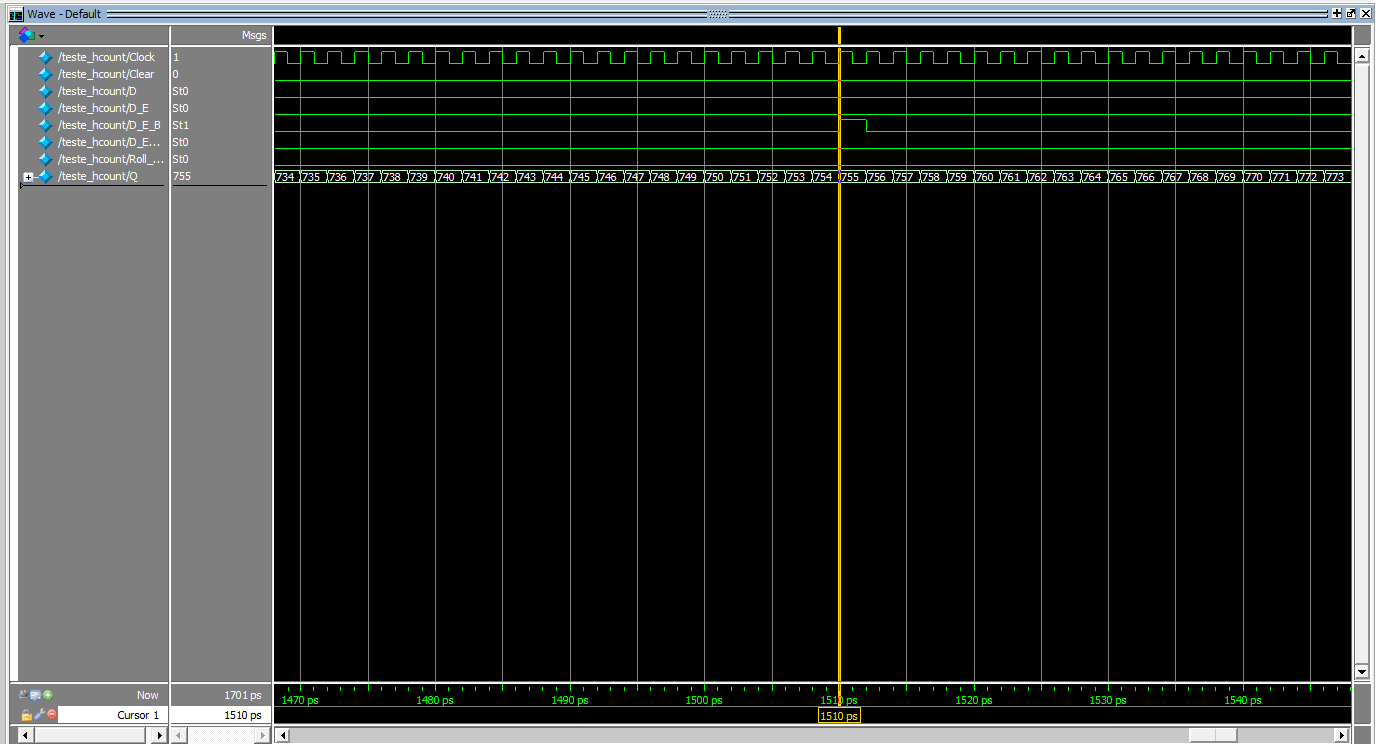 Wave - Default
Msgs
/teste_hcount/Clock 1
/teste_hcount/Clear 0
/teste_hcount/D St0
/teste_hcount/D_E St0
/teste_hcount/D_E_B St1
/teste_hcount/D_E... St0
/teste_hcount/Roll_... St0
/teste_hcount/Q 755 734 735 736 737 738 739 740 741 742 743 744 745 746 747 748 749 750 751 752 753 754 755 756 757 758 759 760 761 762 763 764 765 766 767 768 769 770 771 772 773
Now 1701 ps 1470 ps 1480 ps 1490 ps 1500 ps 1510 ps 1520 ps 1530 ps 1540 ps
Cursor 1 1510 ps 1510 ps